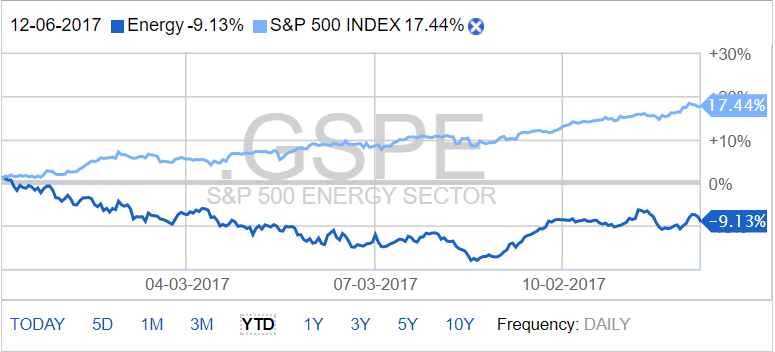 12-06-2017 Energy -9.13% S&P 500 INDEX 17.44%
+30%
17.44%
+10%
.GSPE
0%
S&P 500 ENERGY SECTOR
-9.13%
04-03-2017 07-03-2017 10-02-2017
TODAY 5D 1M 3M YTD 1Y 3Y 5Y 10Y Frequency: DAILY